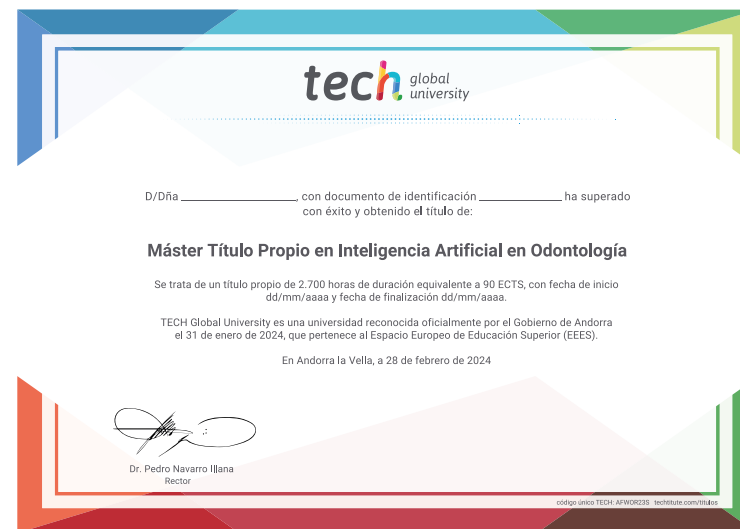 tech global university
D/Dña ______________, con documento de identificación ______________ ha superado
con éxito y obtenido el título de:
Máster Título Propio en Inteligencia Artificial en Odontología
Se trata de un título propio de 2.700 horas de duración equivalente a 90 ECTS, con fecha de inicio
dd/mm/aaaa y fecha de finalización dd/mm/aaaa.
TECH Global University es una universidad reconocida oficialmente por el Gobierno de Andorra
el 31 de enero de 2024, que pertenece al Espacio Europeo de Educación Superior (EEES).
En Andorra la Vella, a 28 de febrero de 2024
Dr. Pedro Navarro Illana
Rector
código único TECH: AFWOR23S techtitute.com/titulos